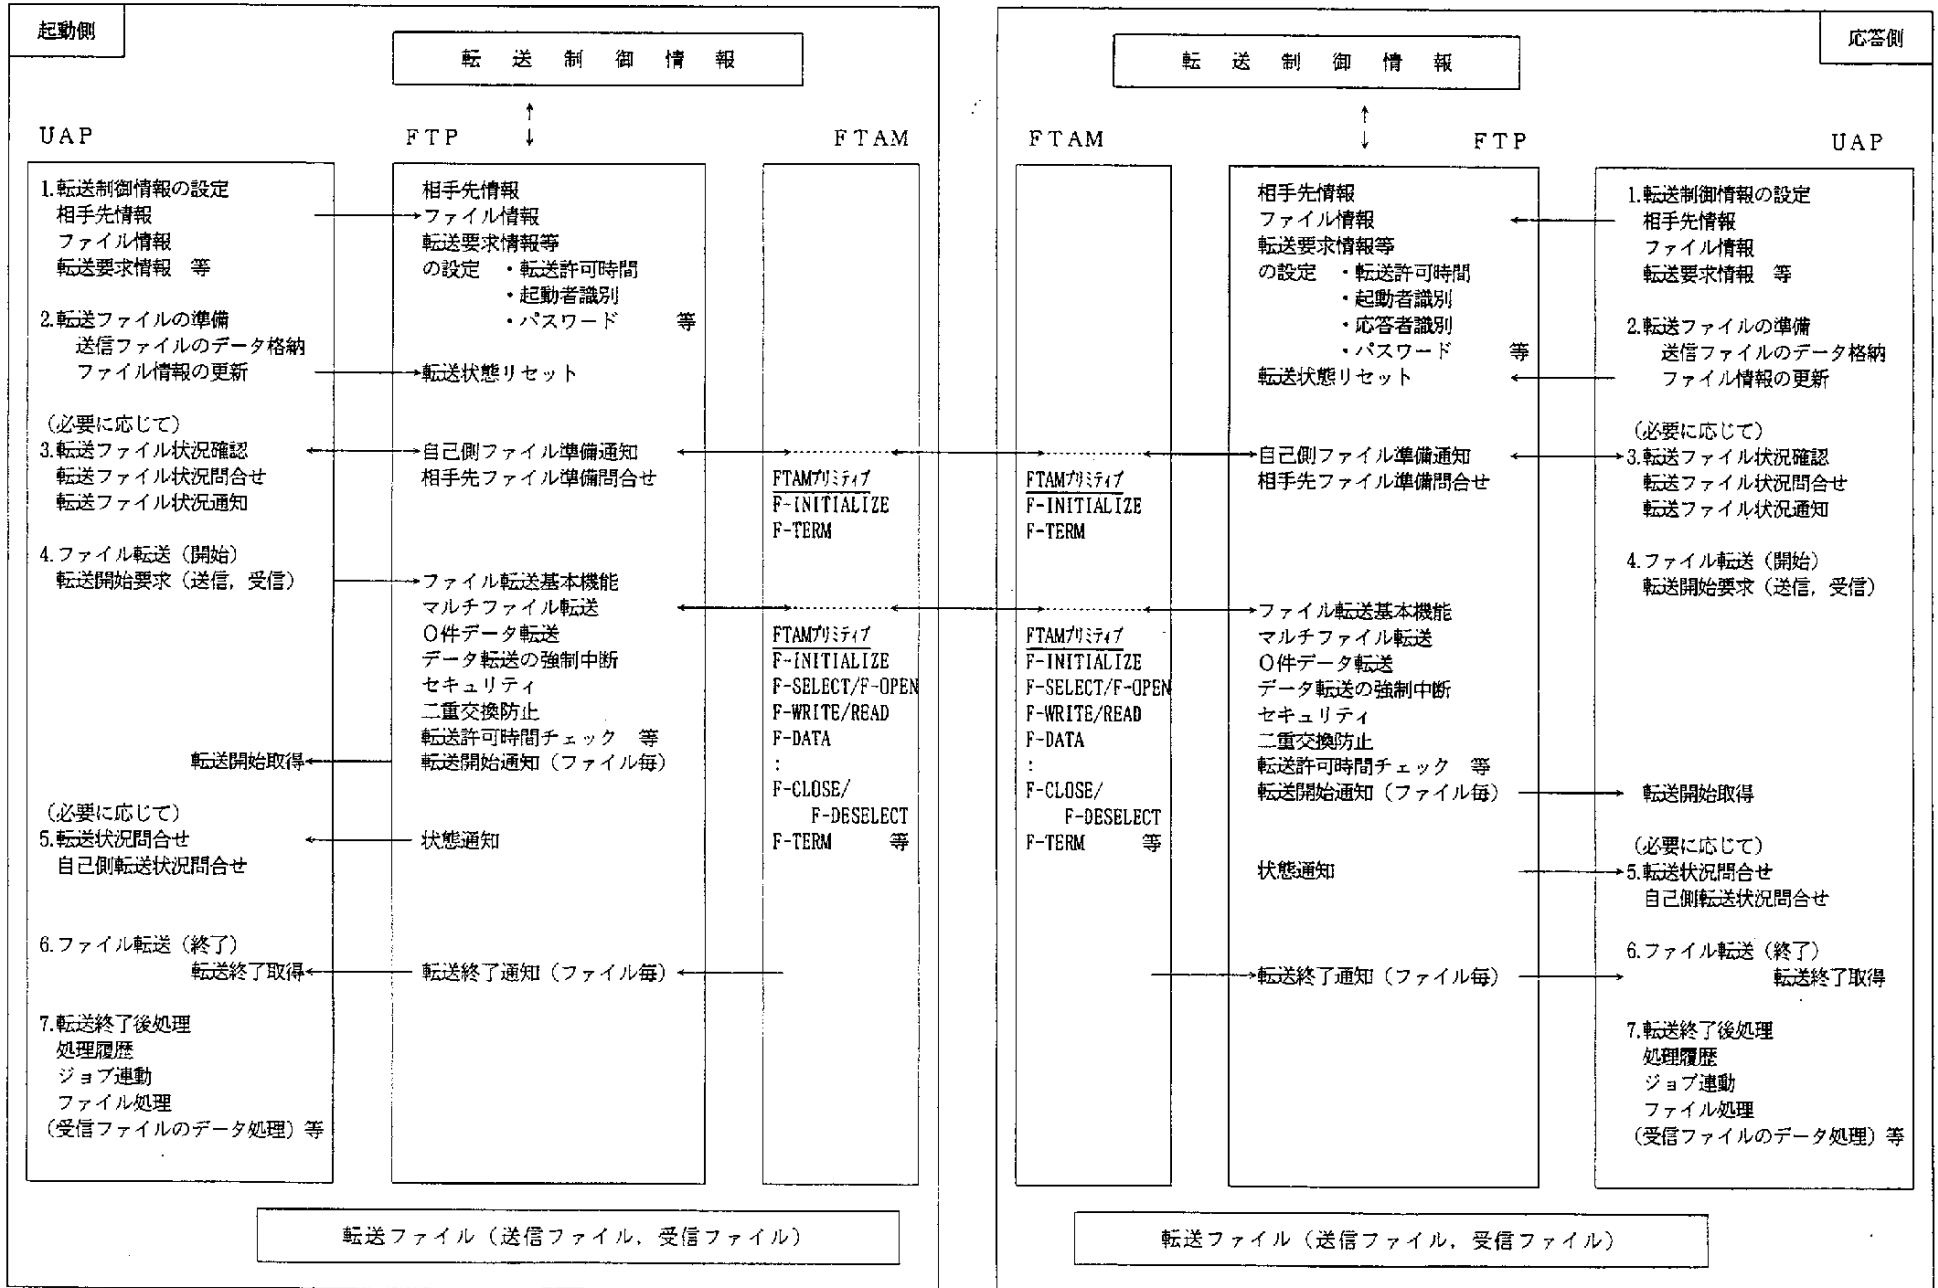 起動側
転送制御情報
UAP
FTP
FTAM
1.転送制御情報の設定
相手先情報
ファイル情報
転送要求情報 等
2.転送ファイルの準備
送信ファイルのデータ格納
ファイル情報の更新
(必要に応じて)
3.転送ファイル状況確認
転送ファイル状況問合せ
転送ファイル状況通知
4.ファイル転送(開始)
転送開始要求(送信,受信)
転送開始取得
(必要に応じて)
5.転送状況問合せ
自己側転送状況問合せ
6.ファイル転送(終了)
転送終了取得
7.転送終了後処理
処理履歴
ジョブ連動
ファイル処理
(受信ファイルのデータ処理)等
相手先情報
ファイル情報
転送要求情報等
の設定 ・転送許可時間
・起動者識別
・パスワード 等
転送状態リセット
自己側ファイル準備通知
相手先ファイル準備問合せ
ファイル転送基本機能
マルチファイル転送
0件データ転送
データ転送の強制中断
セキュリティ
二重交換防止
転送許可時間チェック 等
転送開始通知(ファイル毎)
状態通知
転送終了通知(ファイル毎)
FTAMプリミティブ
F-INITIALIZE
F-TERM
FTAMプリミティブ
F-INITIALIZE
F-SELECT/F-OPEN
F-WRITE/READ
F-DATA
:
F-CLOSE/
F-DESELECT
F-TERM 等
転送ファイル(送信ファイル,受信ファイル)
応答側
転送制御情報
FTAM
FTP
UAP
FTAMプリミティブ
F-INITIALIZE
F-TERM
FTAMプリミティブ
F-INITIALIZE
F-SELECT/F-OPEN
F-WRITE/READ
F-DATA
:
F-CLOSE/
F-DESELECT
F-TERM 等
相手先情報
ファイル情報
転送要求情報等
の設定 ・転送許可時間
・起動者識別
・応答者識別
・パスワード 等
転送状態リセット
自己側ファイル準備通知
相手先ファイル準備問合せ
ファイル転送基本機能
マルチファイル転送
0件データ転送
データ転送の強制中断
セキュリティ
二重交換防止
転送許可時間チェック 等
転送開始通知(ファイル毎)
状態通知
転送終了通知(ファイル毎)
1.転送制御情報の設定
相手先情報
ファイル情報
転送要求情報 等
2.転送ファイルの準備
送信ファイルのデータ格納
ファイル情報の更新
(必要に応じて)
3.転送ファイル状況確認
転送ファイル状況問合せ
転送ファイル状況通知
4.ファイル転送(開始)
転送開始要求(送信,受信)
転送開始取得
(必要に応じて)
5.転送状況問合せ
自己側転送状況問合せ
6.ファイル転送(終了)
転送終了取得
7.転送終了後処理
処理履歴
ジョブ連動
ファイル処理
(受信ファイルのデータ処理)等
転送ファイル(送信ファイル,受信ファイル)